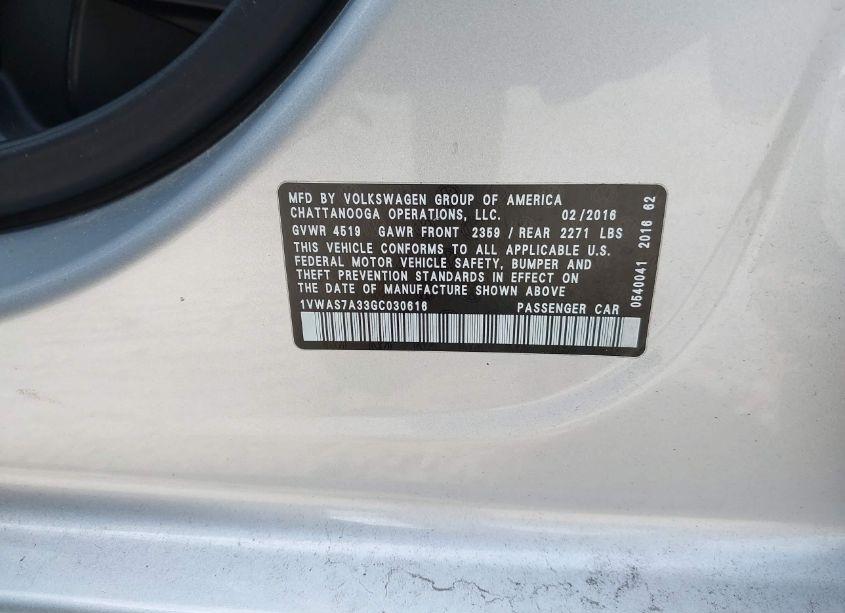 MFD BY VOLKSWAGEN GROUP OF AMERICA
CHATTANOOGA OPERATIONS, LLC. 02/2016
GVWR 4519 GAWR FRONT 2359 / REAR 2271 LBS
THIS VEHICLE CONFORMS TO ALL APPLICABLE U.S.
FEDERAL MOTOR VEHICLE SAFETY, BUMPER AND
THEFT PREVENTION STANDARDS IN EFFECT ON
THE DATE OF MANUFACTURE SHOWN ABOVE
1VWAS7A33GC030616 PASSENGER CAR
0540041 2016 62